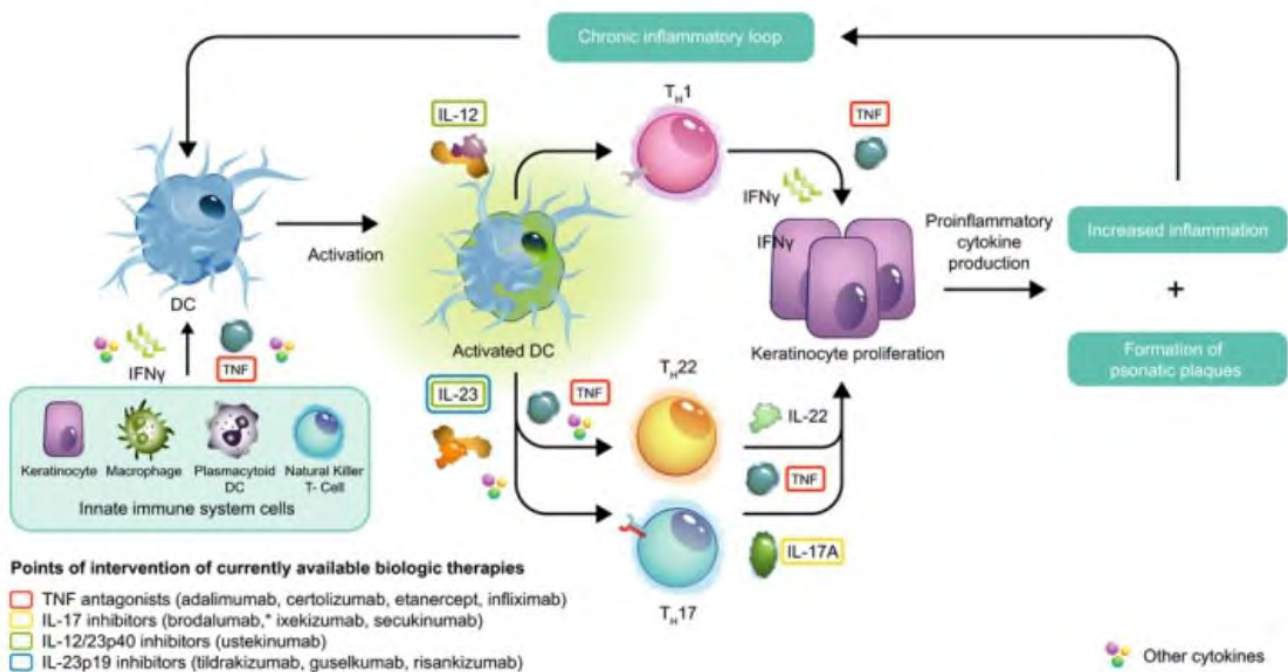 Chronic inflammatory loop
IL-12
TH1
TNF
IFNγ
IFNγ
DC
Activation
Activated DC
Keratinocyte proliferation
Proinflammatory
cytokine
production
Increased inflammation
+
Formation of
psoriatic plaques
IFNγ
TNF
Keratinocyte
Macrophage
Plasmacytoid
DC
Natural Killer
T- Cell
Innate immune system cells
IL-23
TNF
TH22
IL-22
TNF
IL-17A
TH17
Points of intervention of currently available biologic therapies
TNF antagonists (adalimumab, certolizumab, etanercept, infliximab)
IL-17 inhibitors (brodalumab,* ixekizumab, secukinumab)
IL-12/23p40 inhibitors (ustekinumab)
IL-23p19 inhibitors (tildrakizumab, guselkumab, risankizumab)
Other cytokines